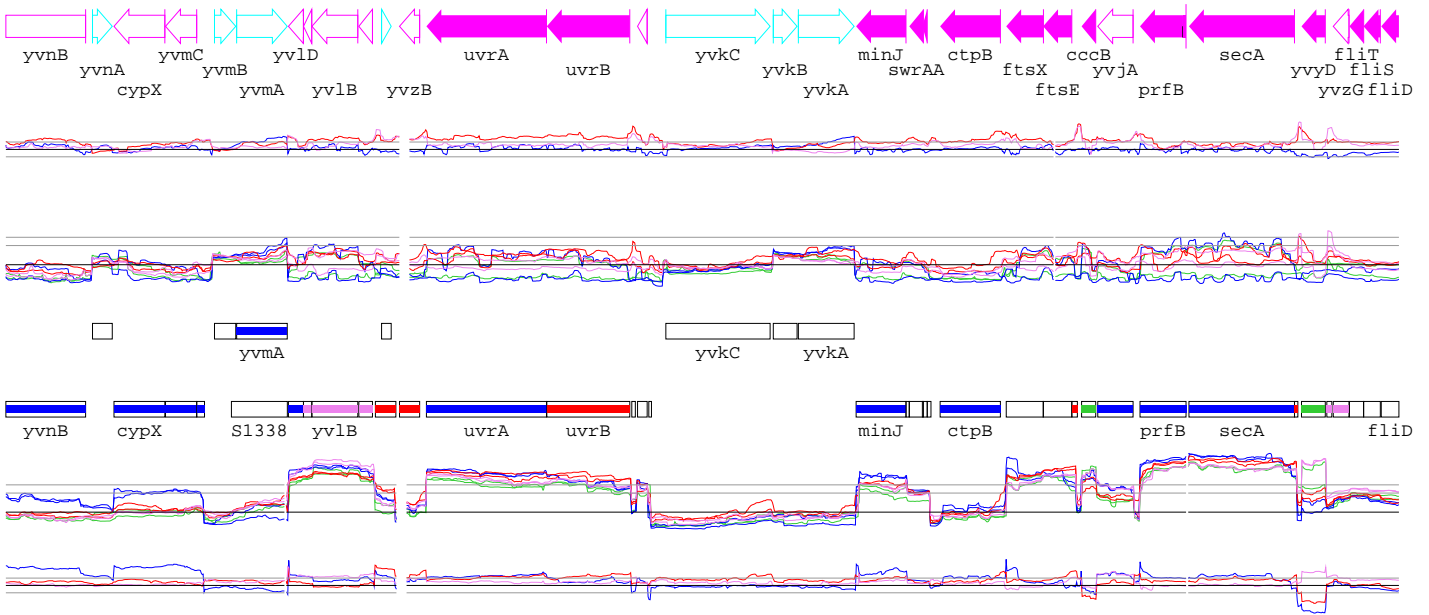 yvnB yvmC yvlD uvrA yvkC minJ ctpB cccB secA fliT
yvnA yvmB uvrB yvkB swrAA ftsX yvjA yvyD fliS
cypX yvmA yvlB yvzB yvkA ftsE prfB yvzG fliD
yvmA yvkC yvkA
yvnB cypX S1338 yvlB uvrA uvrB minJ ctpB prfB secA fliD